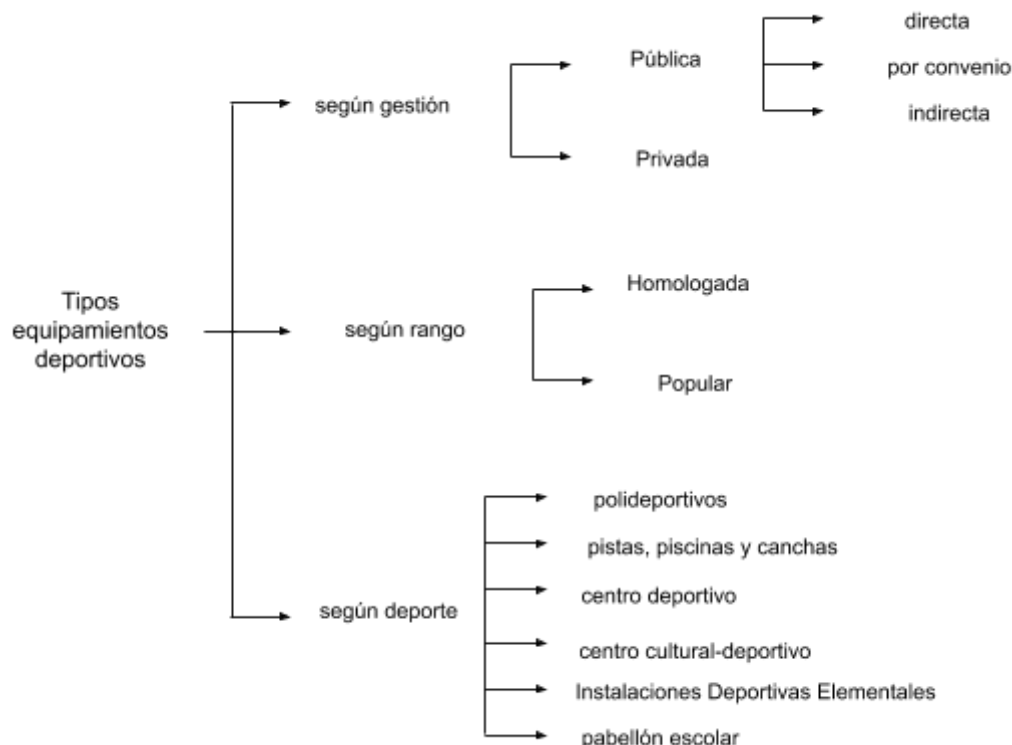 directa
Pública
por convenio
según gestión
indirecta
Privada
Homologada
Tipos
equipamientos
deportivos
según rango
Popular
polideportivos
pistas, piscinas y canchas
centro deportivo
según deporte
centro cultural-deportivo
Instalaciones Deportivas Elementales
pabellón escolar